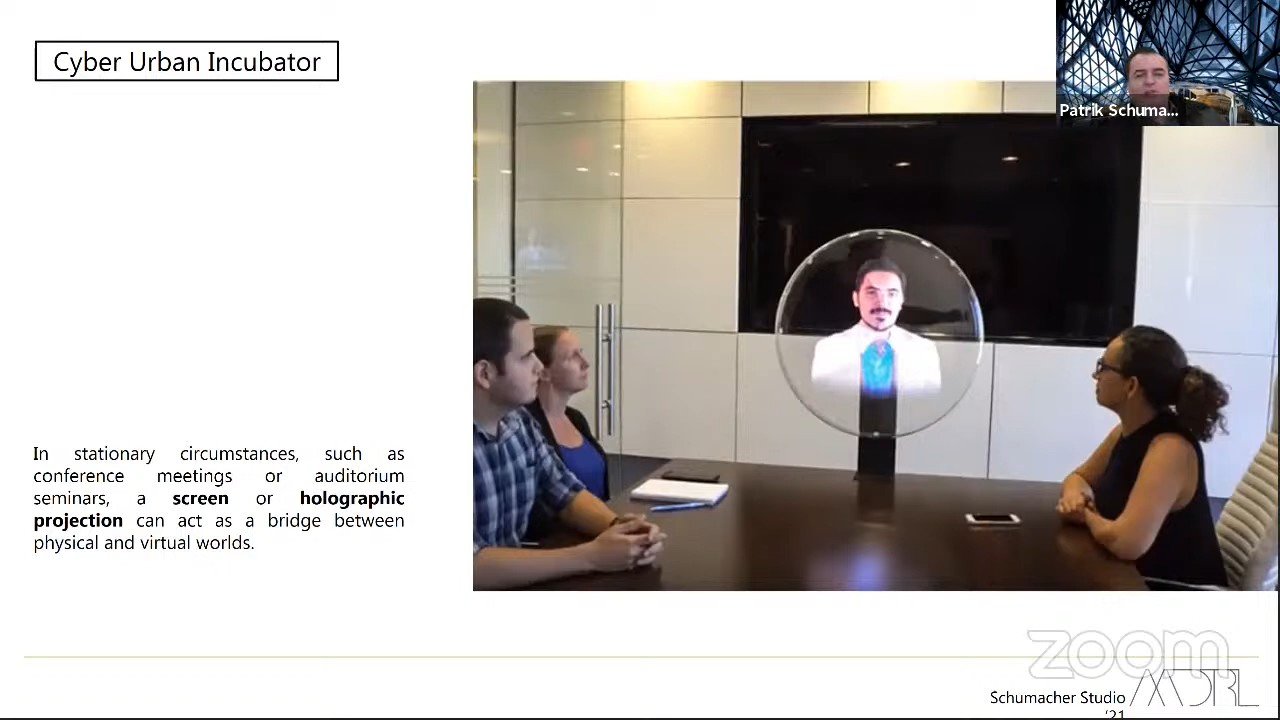 Cyber Urban Incubator
Patrik Schuma...
In stationary circumstances, such as
conference meetings or auditorium
seminars, a screen or holographic
projection can act as a bridge between
physical and virtual worlds.
zoom
Schumacher Studio
'21